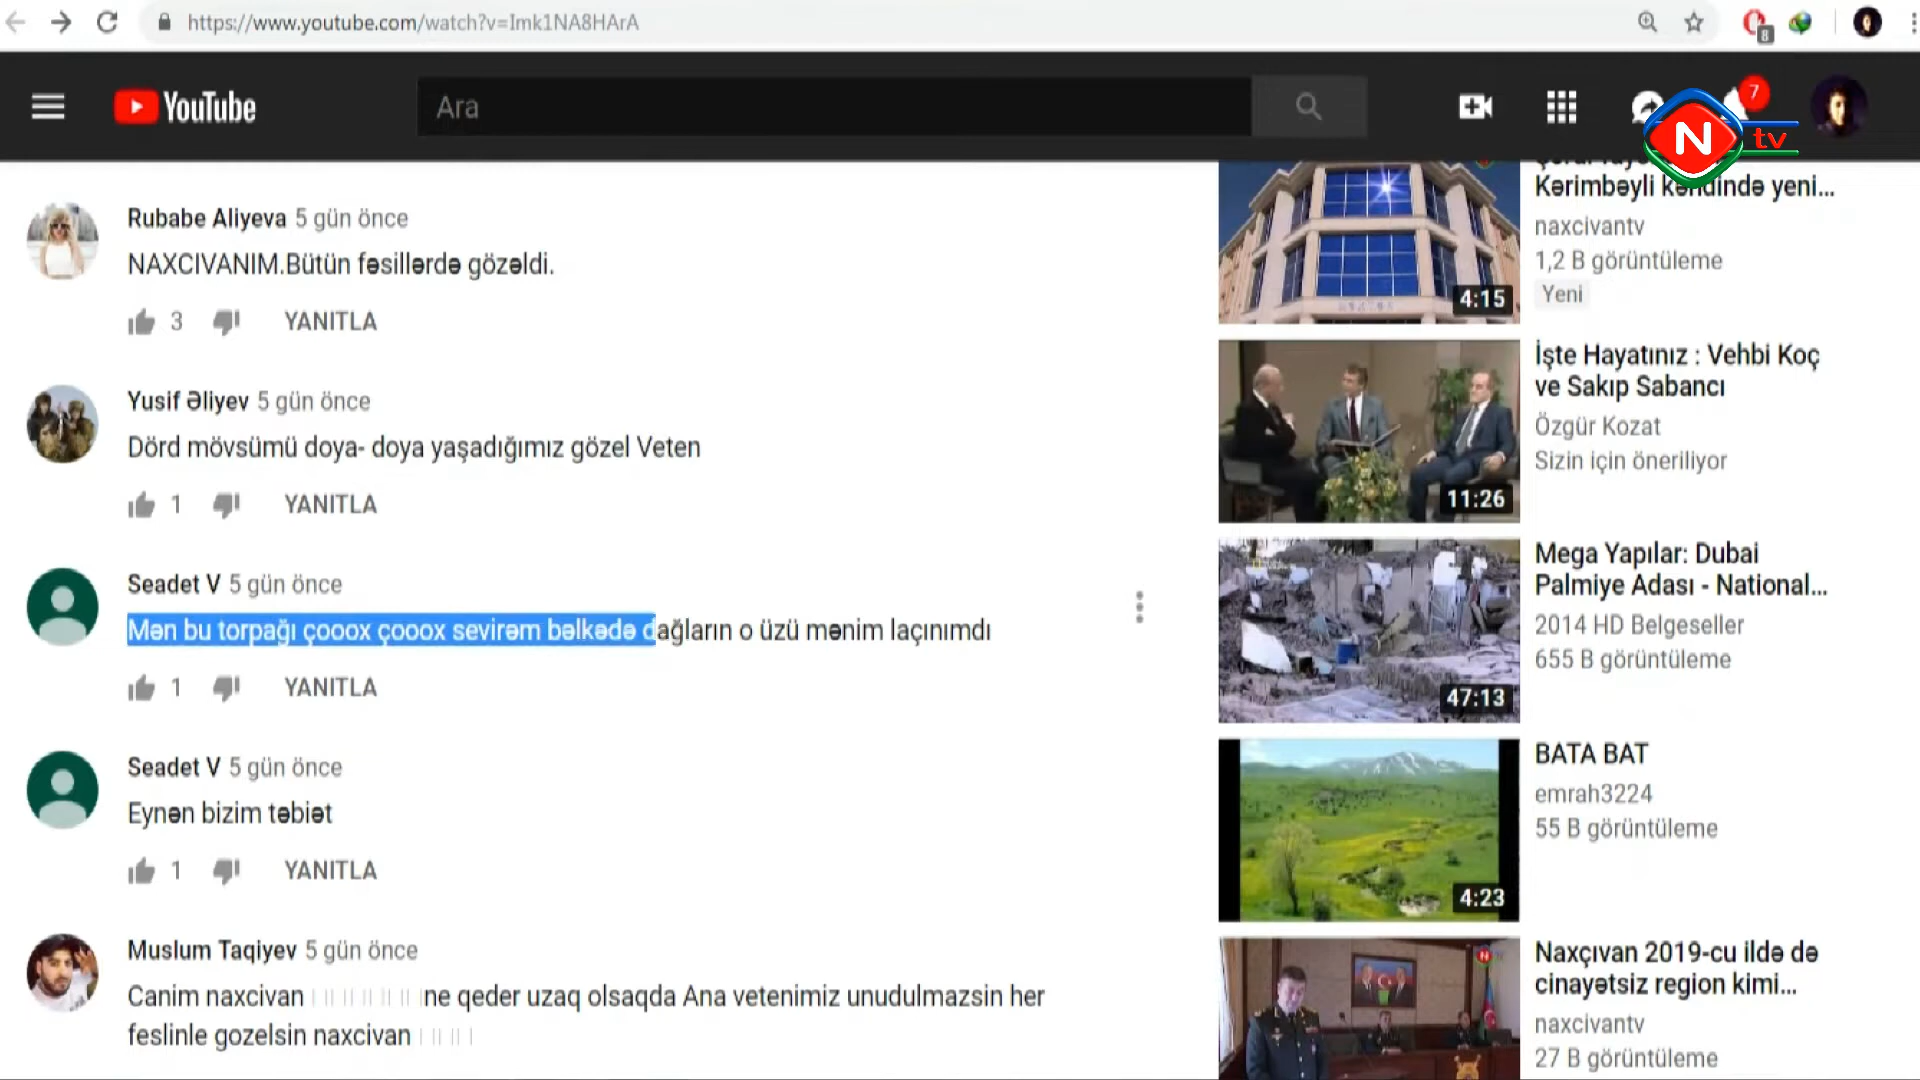 https://www.youtube.com/watch?v=Imk1NA8HArA
8
YouTube
Ara
7
N tv
Rubabe Aliyeva 5 gün önce
NAXCIVANIM.Bütün fəsillərdə gözəldi.
3 YANITLA
Yusif Əliyev 5 gün önce
Dörd mövsümü doya- doya yaşadığımız gözel Veten
1 YANITLA
Seadet V 5 gün önce
Mən bu torpağı çooox çooox sevirəm bəlkədə dağların o üzü mənim laçınımdı
1 YANITLA
Seadet V 5 gün önce
Eynən bizim təbiət
1 YANITLA
Muslum Taqiyev 5 gün önce
Canim naxcivan ne qeder uzaq olsaqda Ana vetenimiz unudulmazsin her
feslinle gozelsin naxcivan
4:15
Kərimbəyli kəndində yeni...
naxcivantv
1,2 B görüntüleme
Yeni
11:26
İşte Hayatınız : Vehbi Koç
ve Sakıp Sabancı
Özgür Kozat
Sizin için öneriliyor
47:13
Mega Yapılar: Dubai
Palmiye Adası - National...
2014 HD Belgeseller
655 B görüntüleme
4:23
BATA BAT
emrah3224
55 B görüntüleme
Naxçıvan 2019-cu ildə də
cinayətsiz region kimi...
naxcivantv
27 B görüntüleme